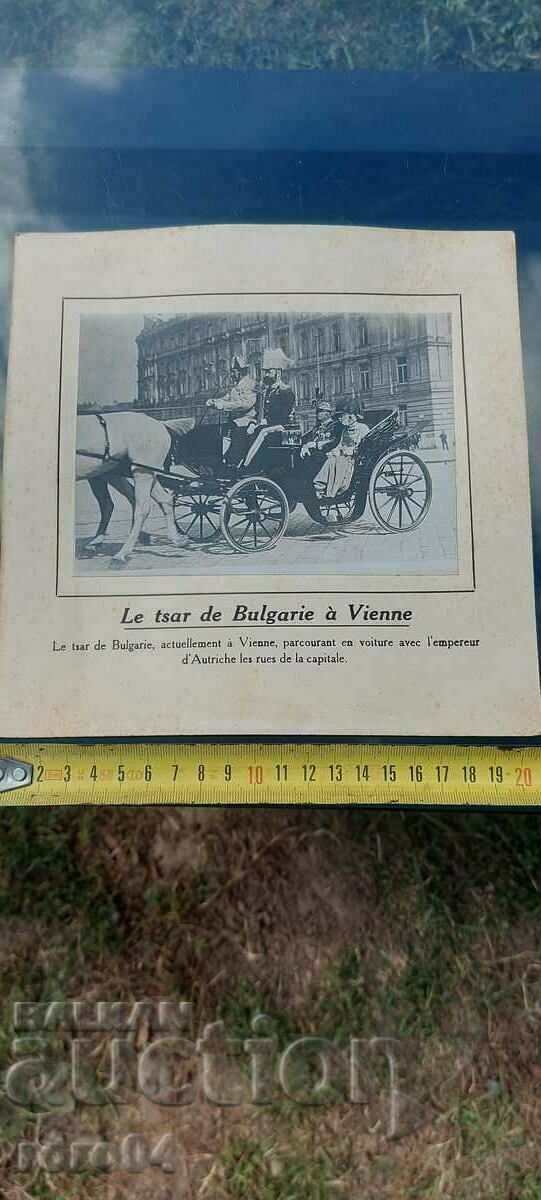 Le tsar de Bulgarie à Vienne
Le tsar de Bulgarie, actuellement à Vienne, parcourant en voiture avec l'empereur
d'Autriche les rues de la capitale.
2 3 4 5 6 7 8 9 10 11 12 13 14 15 16 17 18 19 20
BALKAN
auction
roro04